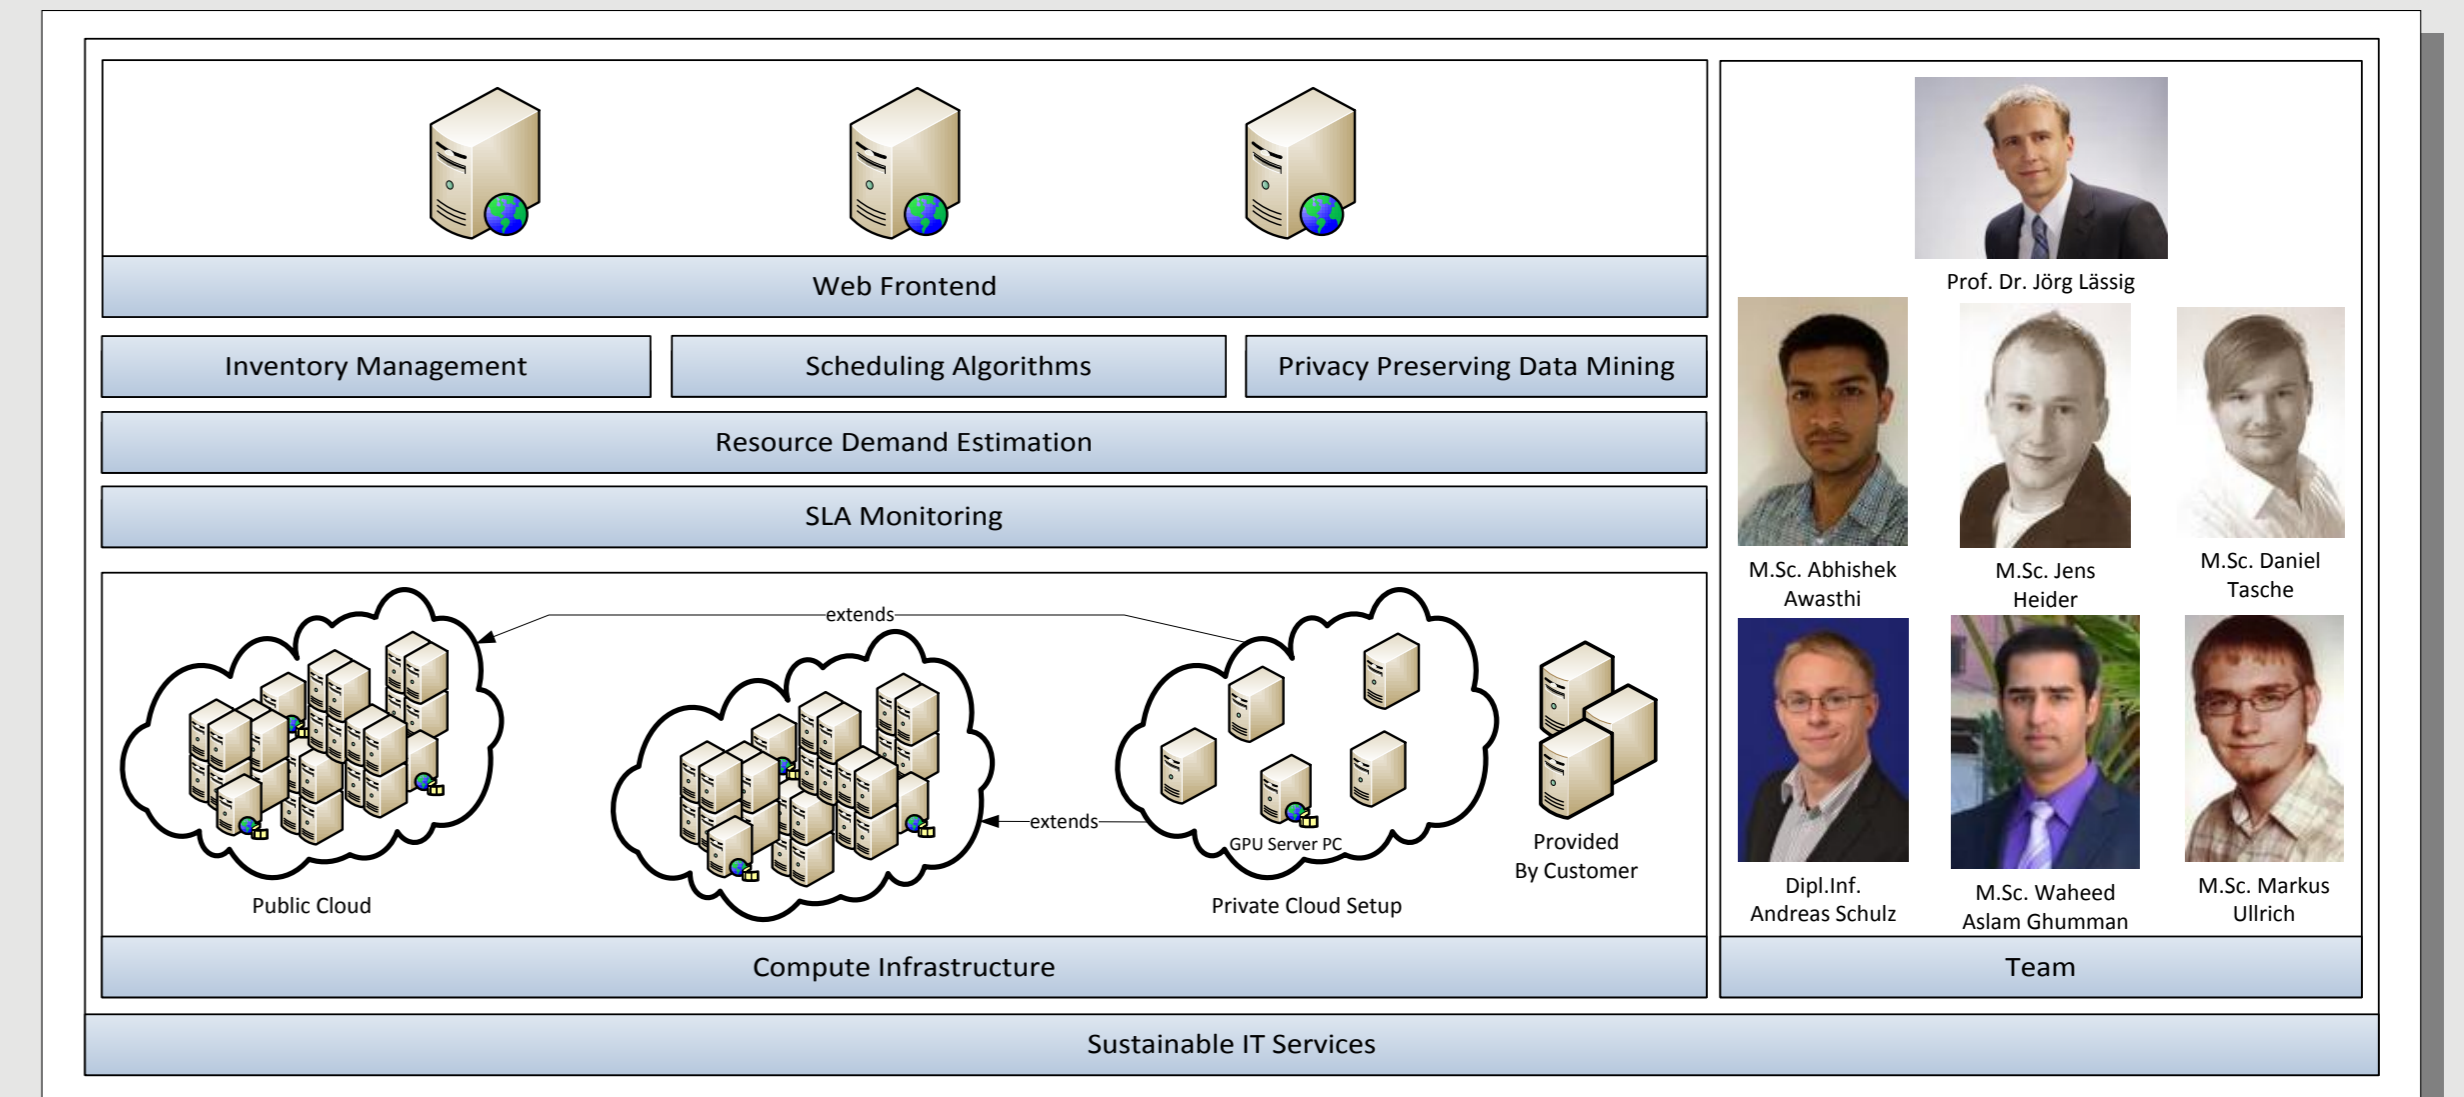 Web Frontend
Inventory Management
Scheduling Algorithms
Privacy Preserving Data Mining
Resource Demand Estimation
SLA Monitoring
extends
extends
GPU Server PC
Public Cloud
Private Cloud Setup
Provided
By Customer
Compute Infrastructure
Prof. Dr. Jörg Lässig
M.Sc. Abhishek
Awasthi
M.Sc. Jens
Heider
M.Sc. Daniel
Tasche
Dipl.Inf.
Andreas Schulz
M.Sc. Waheed
Aslam Ghumman
M.Sc. Markus
Ullrich
Team
Sustainable IT Services